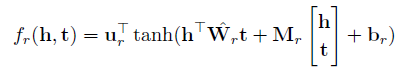 f_r(h, t) = u_r^⊤ tanh(h^⊤Ŵ_r t + M_r [h t] + b_r)